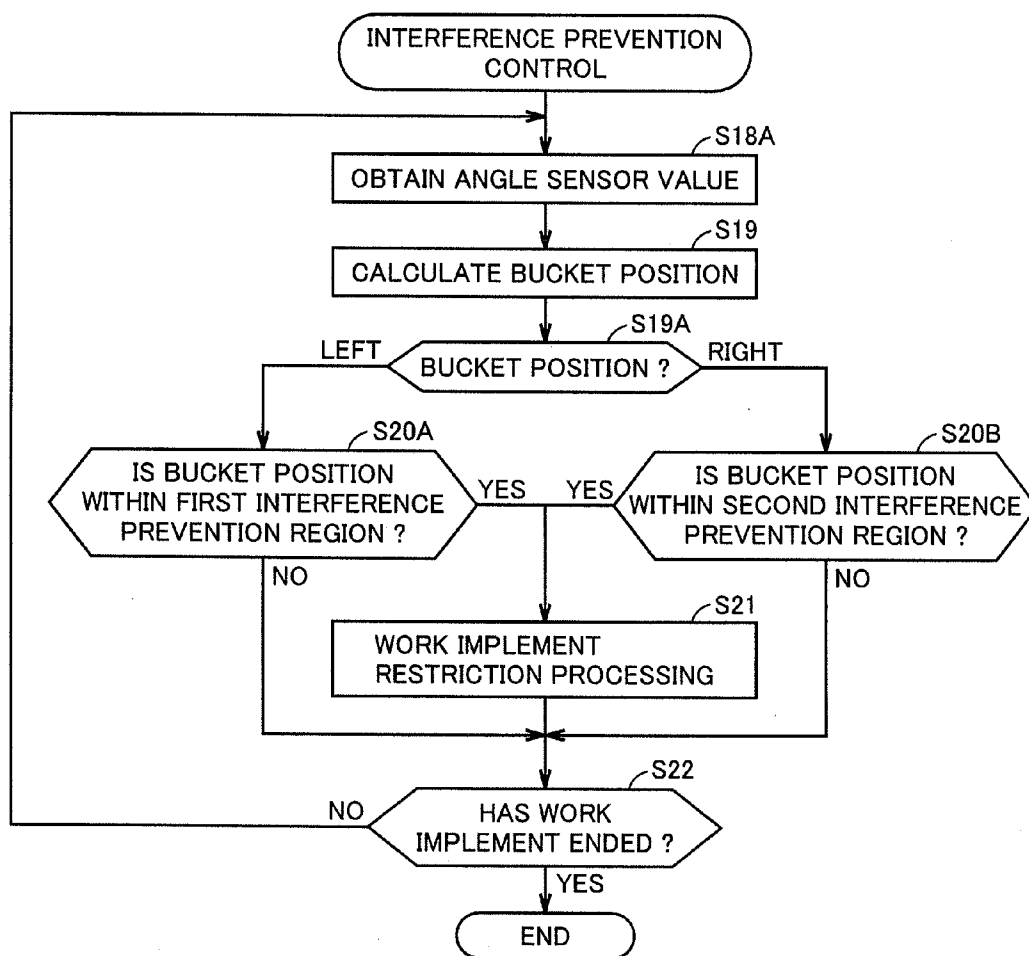 INTERFERENCE PREVENTION
CONTROL
S18A
OBTAIN ANGLE SENSOR VALUE
S19
CALCULATE BUCKET POSITION
S19A
LEFT
BUCKET POSITION ?
RIGHT
S20A
IS BUCKET POSITION
WITHIN FIRST INTERFERENCE
PREVENTION REGION ?
YES
NO
S20B
IS BUCKET POSITION
WITHIN SECOND INTERFERENCE
PREVENTION REGION ?
YES
NO
S21
WORK IMPLEMENT
RESTRICTION PROCESSING
S22
NO
HAS WORK
IMPLEMENT ENDED ?
YES
END